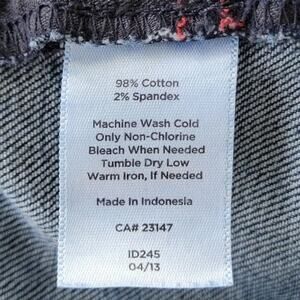 98% Cotton
2% Spandex
Machine Wash Cold
Only Non-Chlorine
Bleach When Needed
Tumble Dry Low
Warm Iron, If Needed
Made In Indonesia
CA# 23147
ID245
04/13